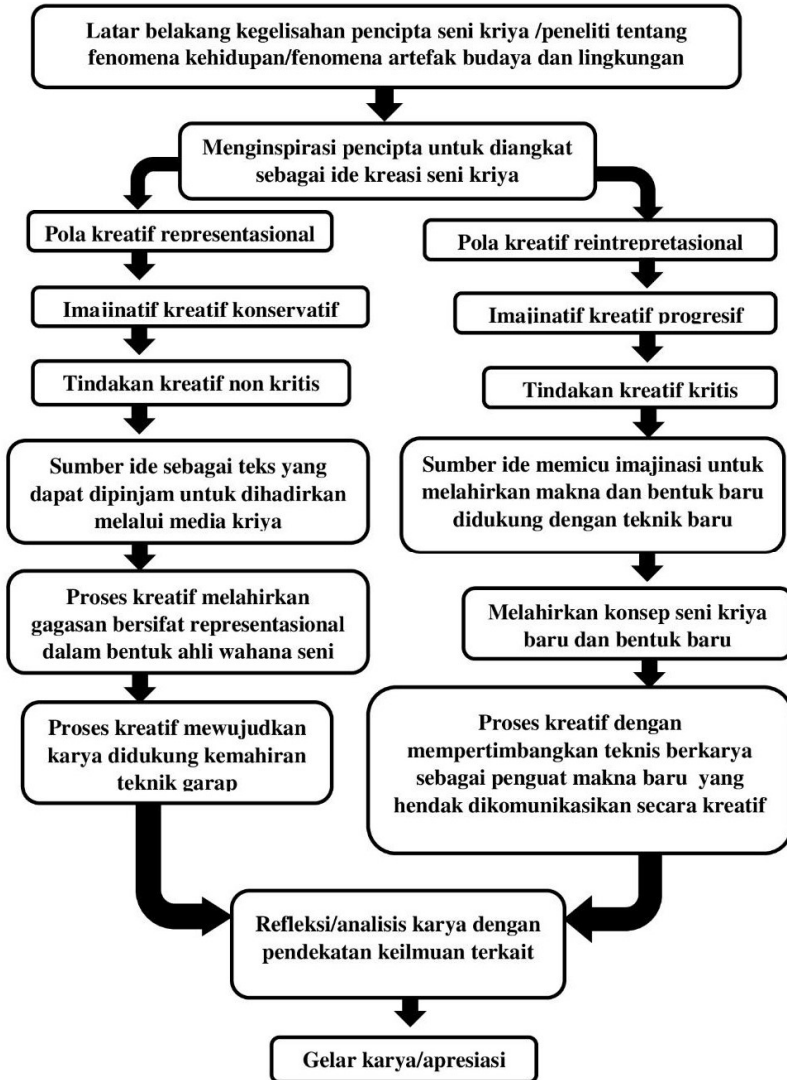 Latar belakang kegelisahan pencipta seni kriya /peneliti tentang
fenomena kehidupan/fenomena artefak budaya dan lingkungan
Menginspirasi pencipta untuk diangkat
sebagai ide kreasi seni kriya
Pola kreatif representasional
Imajinatif kreatif konservatif
Tindakan kreatif non kritis
Sumber ide sebagai teks yang
dapat dipinjam untuk dihadirkan
melalui media kriya
Proses kreatif melahirkan
gagasan bersifat representasional
dalam bentuk ahli wahana seni
Proses kreatif mewujudkan
karya didukung kemahiran
teknik garap
Pola kreatif reintrepretasional
Imajinatif kreatif progresif
Tindakan kreatif kritis
Sumber ide memicu imajinasi untuk
melahirkan makna dan bentuk baru
didukung dengan teknik baru
Melahirkan konsep seni kriya
baru dan bentuk baru
Proses kreatif dengan
mempertimbangkan teknis berkarya
sebagai penguat makna baru yang
hendak dikomunikasikan secara kreatif
Refleksi/analisis karya dengan
pendekatan keilmuan terkait
Gelar karya/apresiasi